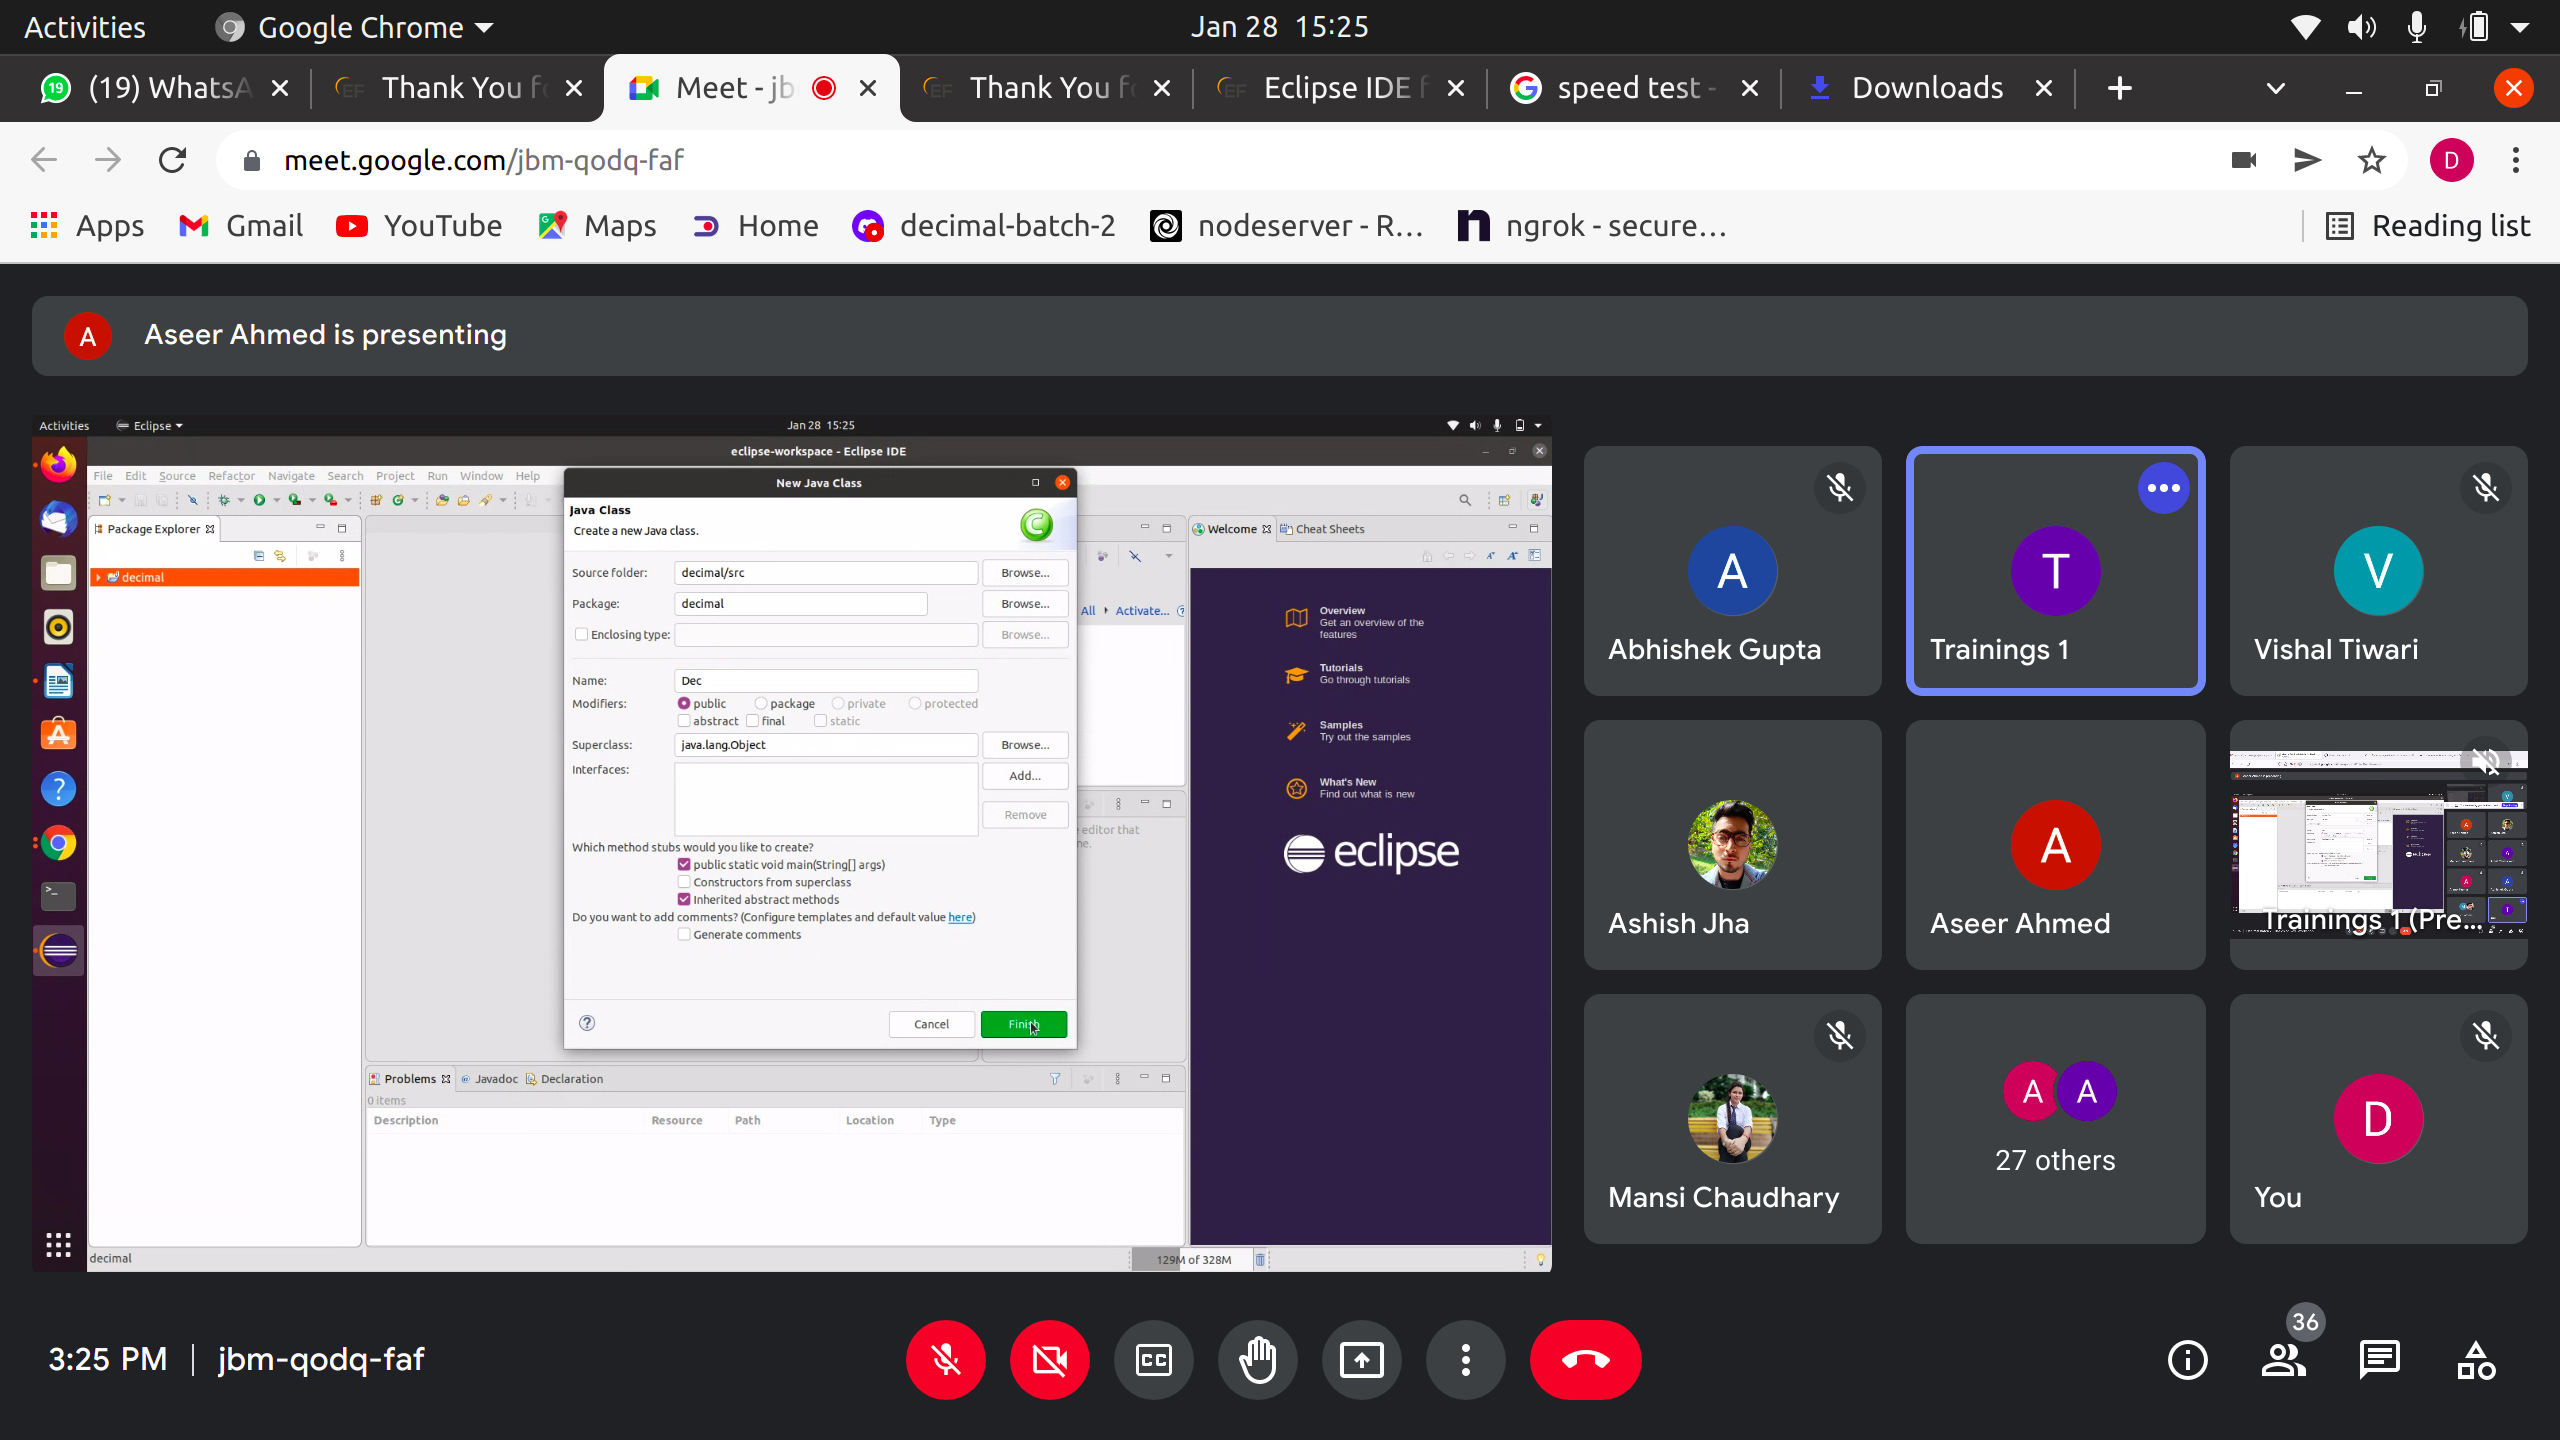 Activities
Google Chrome
Jan 28 15:25
19
(19) WhatsA
Thank You fo
Meet - jb
Thank You fo
Eclipse IDE f
speed test -
Downloads
meet.google.com/jbm-qodq-faf
D
Apps
Gmail
YouTube
Maps
Home
decimal-batch-2
nodeserver - R...
ngrok - secure...
Reading list
A
Aseer Ahmed is presenting
Activities
Eclipse
Jan 28 15:25
eclipse-workspace - Eclipse IDE
File Edit Source Refactor Navigate Search Project Run Window Help
New Java Class
Java Class
Create a new Java class.
Package Explorer
decimal
Source folder:
decimal/src
Browse...
Package:
decimal
Browse...
Enclosing type:
Browse...
Name:
Dec
Modifiers:
public
package
private
protected
abstract
final
static
Superclass:
java.lang.Object
Browse...
Interfaces:
Add...
Remove
Which method stubs would you like to create?
public static void main(String[] args)
Constructors from superclass
Inherited abstract methods
Do you want to add comments? (Configure templates and default value here)
Generate comments
Cancel
Finish
All
Activate...
editor that
ne.
Welcome
Cheat Sheets
Overview
Get an overview of the
features
Tutorials
Go through tutorials
Samples
Try out the samples
What's New
Find out what is new
eclipse
Problems
Javadoc
Declaration
0 items
Description
Resource
Path
Location
Type
decimal
129M of 328M
A
Abhishek Gupta
T
Trainings 1
V
Vishal Tiwari
Ashish Jha
A
Aseer Ahmed
Trainings 1 (Pre...
Mansi Chaudhary
A
A
27 others
D
You
3:25 PM
jbm-qodq-faf
CC
36